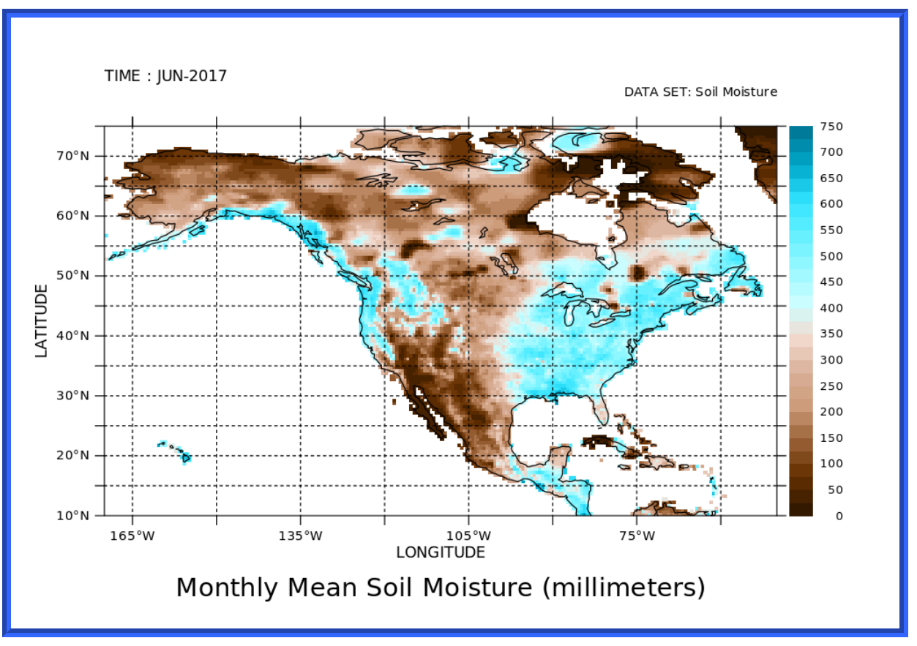 TIME : JUN-2017
DATA SET: Soil Moisture
70°N
60°N
50°N
40°N
30°N
20°N
10°N
LATITUDE
165°W
135°W
105°W
75°W
LONGITUDE
750
700
650
600
550
500
450
400
350
300
250
200
150
100
50
0
Monthly Mean Soil Moisture (millimeters)